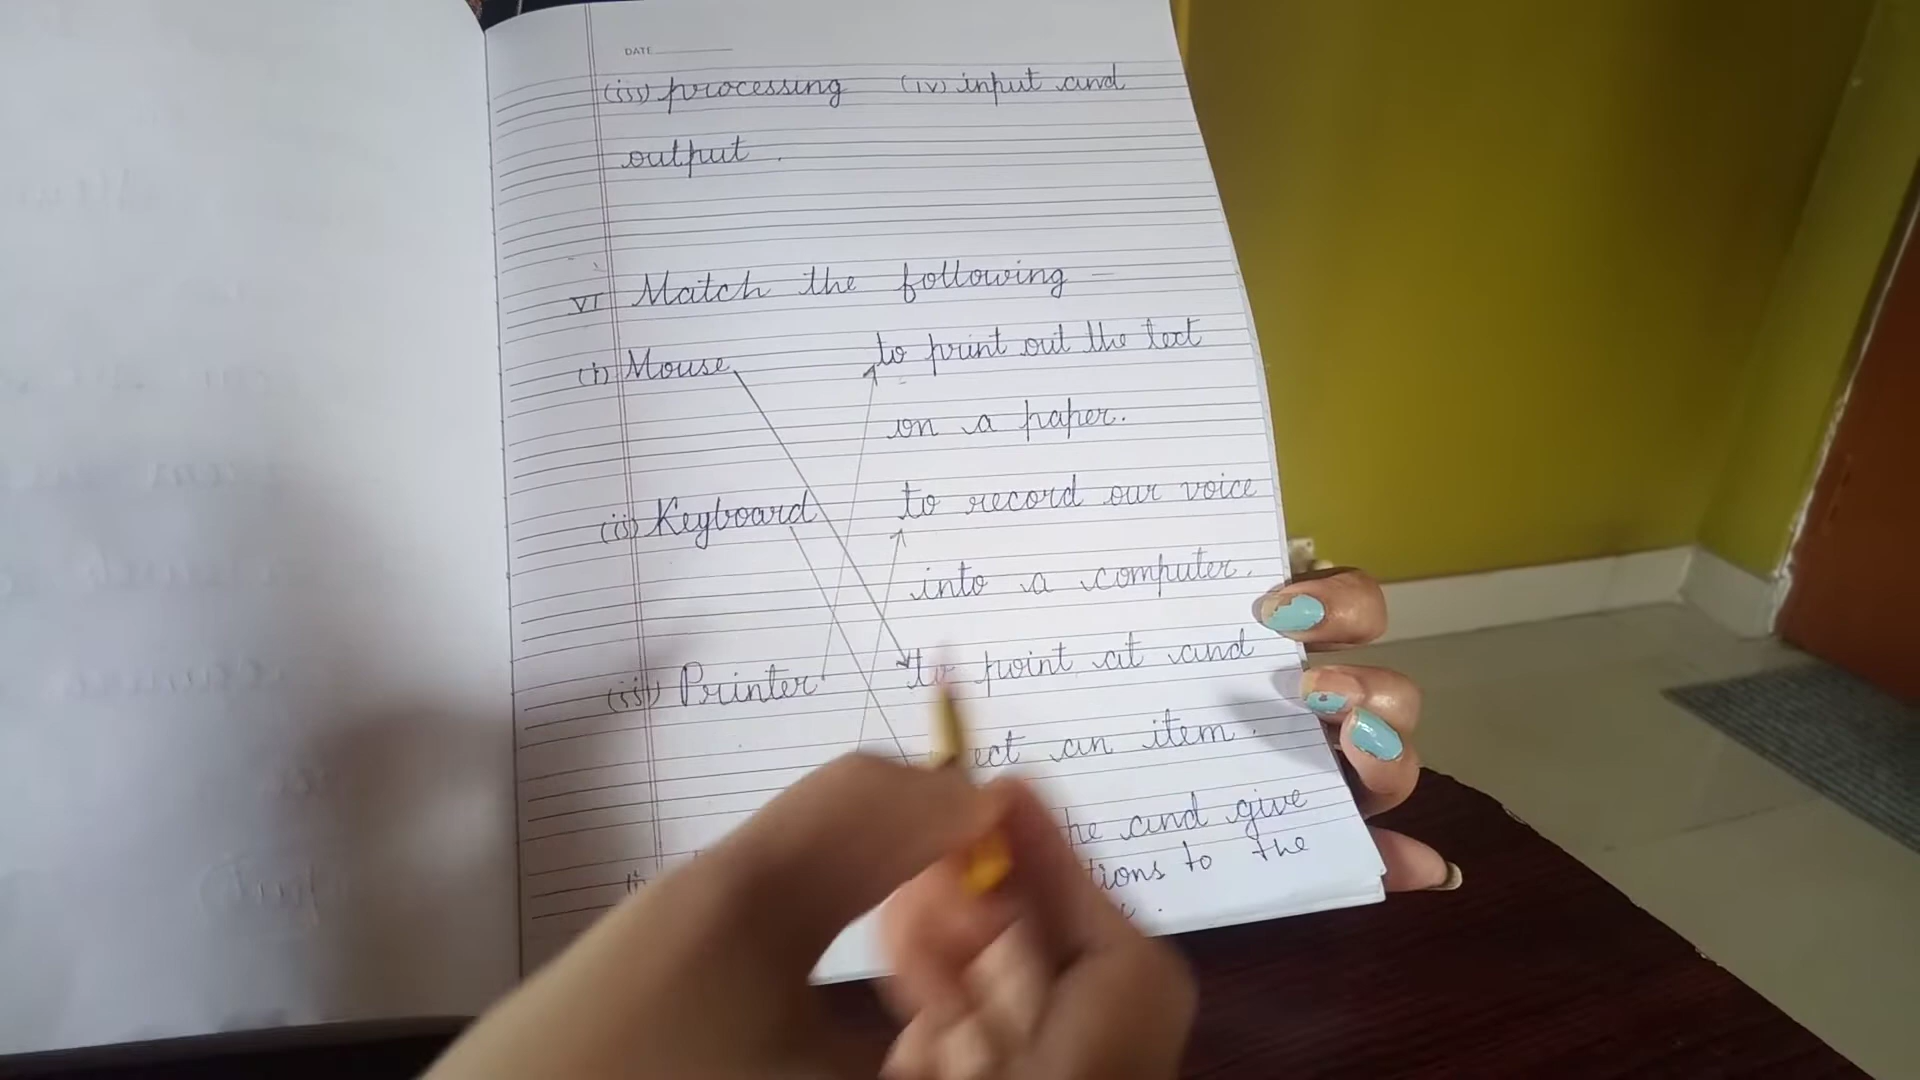 DATE
(iii) processing (iv) input and
output.
VI Match the following —
(i) Mouse to print out the text
on a paper.
(ii) Keyboard to record our voice
into a computer.
(iii) Printer to point at and
an item.
and give
to the